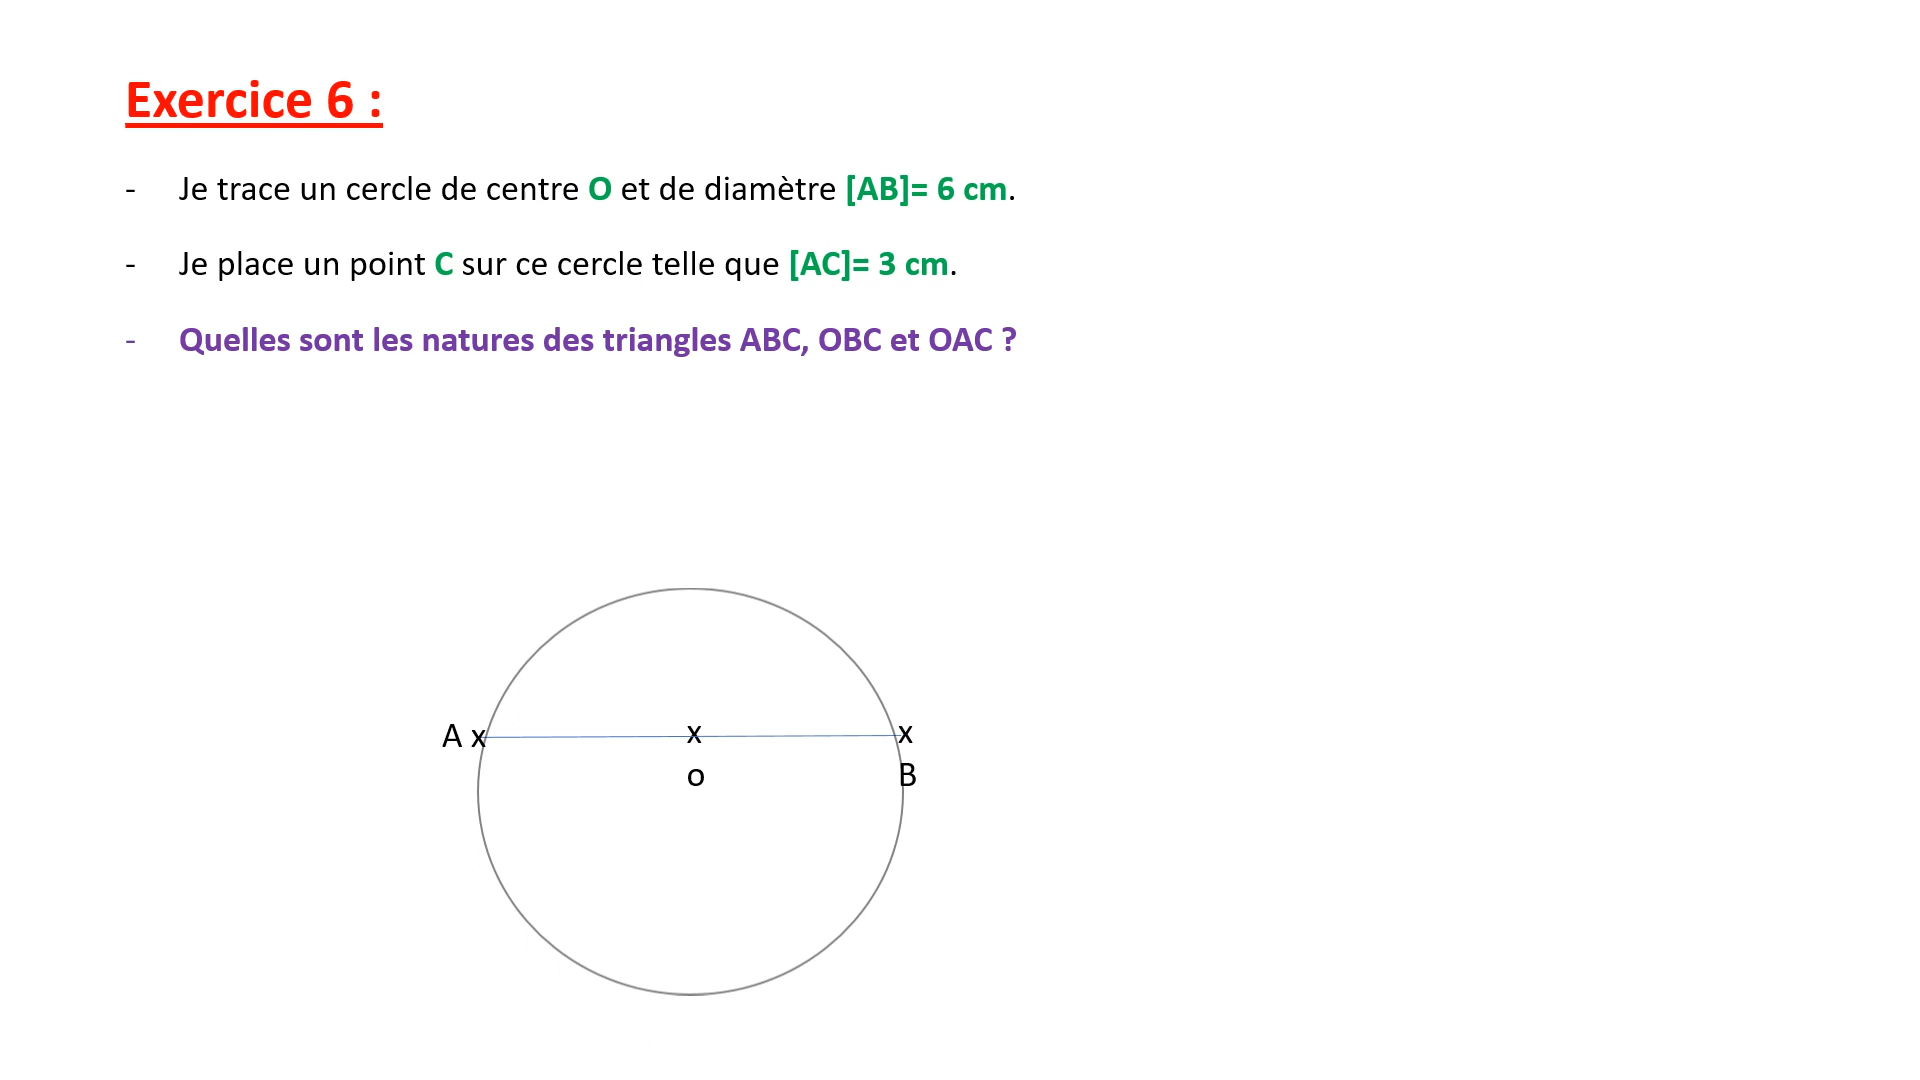 Exercice 6 :
- Je trace un cercle de centre O et de diamètre [AB]= 6 cm.
- Je place un point C sur ce cercle telle que [AC]= 3 cm.
- Quelles sont les natures des triangles ABC, OBC et OAC ?
A x x x
o B